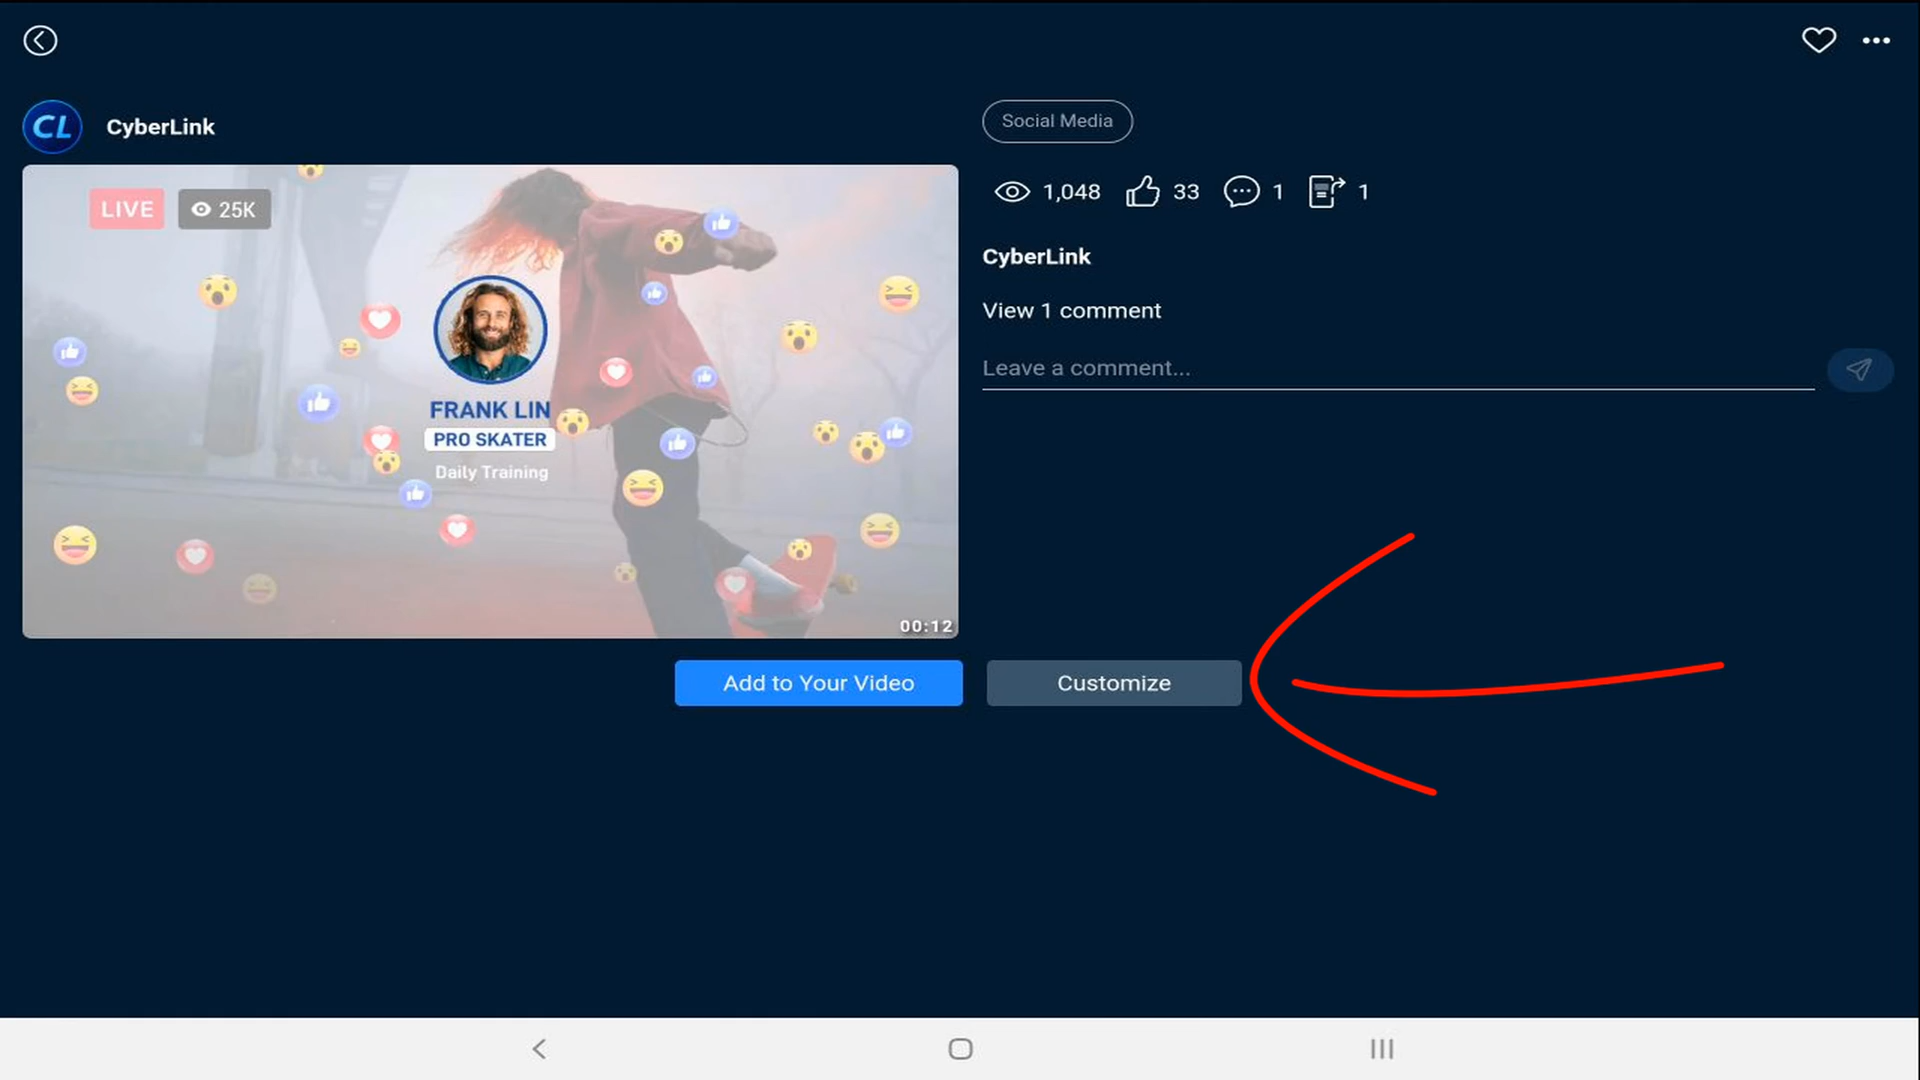 CL CyberLink
LIVE 25K
FRANK LIN
PRO SKATER
Daily Training
00:12
Social Media
1,048 33 1 1
CyberLink
View 1 comment
Leave a comment...
Add to Your Video Customize